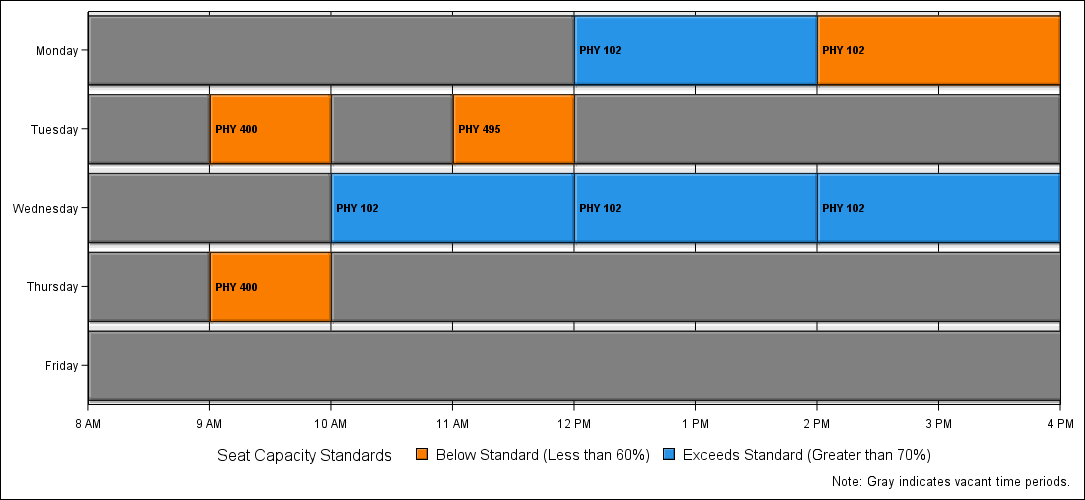 Monday PHY 102 PHY 102
Tuesday PHY 400 PHY 495
Wednesday PHY 102 PHY 102 PHY 102
Thursday PHY 400
Friday
8 AM 9 AM 10 AM 11 AM 12 PM 1 PM 2 PM 3 PM 4 PM
Seat Capacity Standards Below Standard (Less than 60%) Exceeds Standard (Greater than 70%)
Note: Gray indicates vacant time periods.